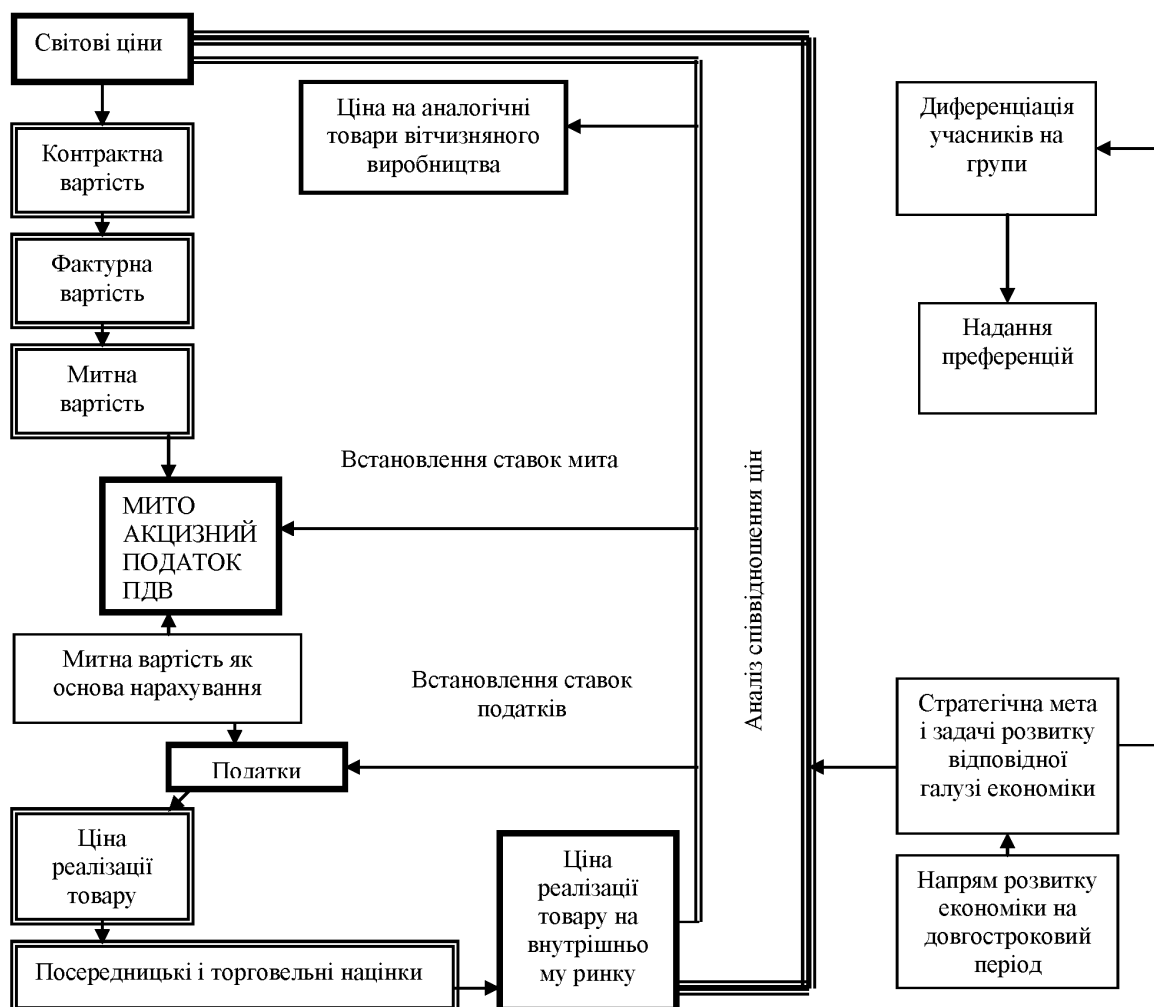 Світові ціни
Контрактна
вартість
Фактурна
вартість
Митна
вартість
МИТО
АКЦИЗНИЙ
ПОДАТОК
ПДВ
Митна вартість як
основа нарахування
Податки
Ціна
реалізації
товару
Посередницькі і торговельні націнки
Ціна на аналогічні
товари вітчизняного
виробництва
Встановлення ставок мита
Встановлення ставок
податків
Ціна
реалізації
товару на
внутрішньо
му ринку
Аналіз співвідношення цін
Диференціація
учасників на
групи
Надання
преференцій
Стратегічна мета
і задачі розвитку
відповідної
галузі економіки
Напрям розвитку
економіки на
довгостроковий
період